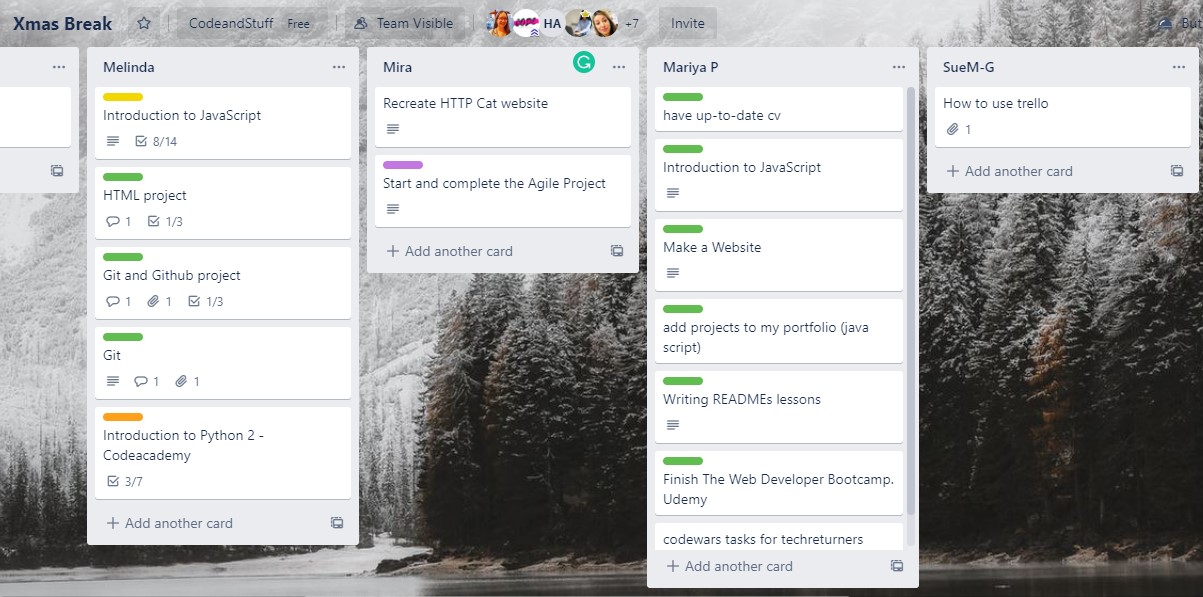 Xmas Break
CodeandStuff Free
Team Visible
HA
+7
Invite
Melinda
Introduction to JavaScript
8/14
HTML project
1
1/3
Git and Github project
1
1
1/3
Git
1
1
Introduction to Python 2 -
Codeacademy
3/7
+ Add another card
Mira
Recreate HTTP Cat website
Start and complete the Agile Project
+ Add another card
Mariya P
have up-to-date cv
Introduction to JavaScript
Make a Website
add projects to my portfolio (java
script)
Writing READMEs lessons
Finish The Web Developer Bootcamp.
Udemy
codewars tasks for techreturners
+ Add another card
SueM-G
How to use trello
1
+ Add another card